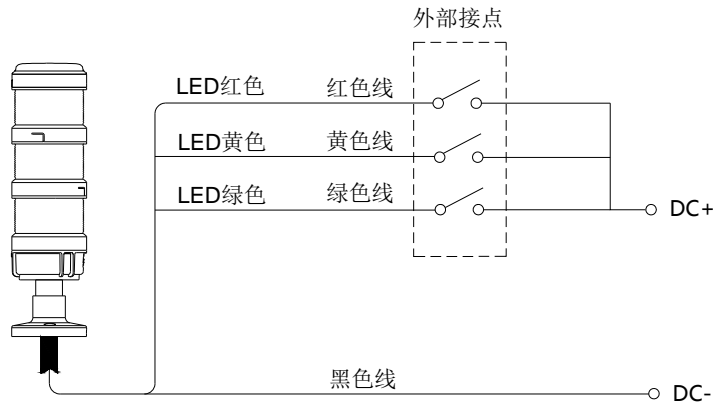 外部接点
LED红色 红色线
LED黄色 黄色线
LED绿色 绿色线
DC+
黑色线
DC-